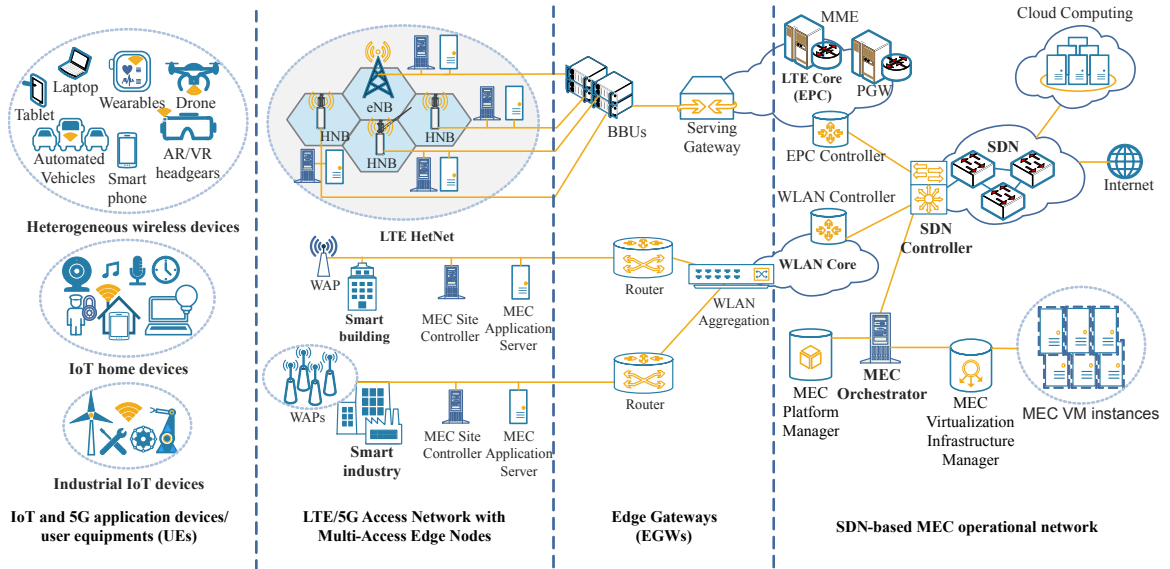 Laptop
Wearables
Drone
Tablet
Automated
Vehicles
Smart
phone
AR/VR
headgears
Heterogeneous wireless devices
IoT home devices
Industrial IoT devices
IoT and 5G application devices/
user equipments (UEs)
eNB
HNB
HNB
HNB
LTE HetNet
WAP
Smart
building
MEC Site
Controller
MEC
Application
Server
WAPs
Smart
industry
MEC Site
Controller
MEC
Application
Server
LTE/5G Access Network with
Multi-Access Edge Nodes
BBUs
Serving
Gateway
Router
WLAN
Aggregation
Router
Edge Gateways
(EGWs)
MME
LTE Core
(EPC)
PGW
EPC Controller
Cloud Computing
SDN
Internet
WLAN Controller
SDN
Controller
WLAN Core
MEC
Platform
Manager
MEC
Orchestrator
MEC
Virtualization
Infrastructure
Manager
MEC VM instances
SDN-based MEC operational network